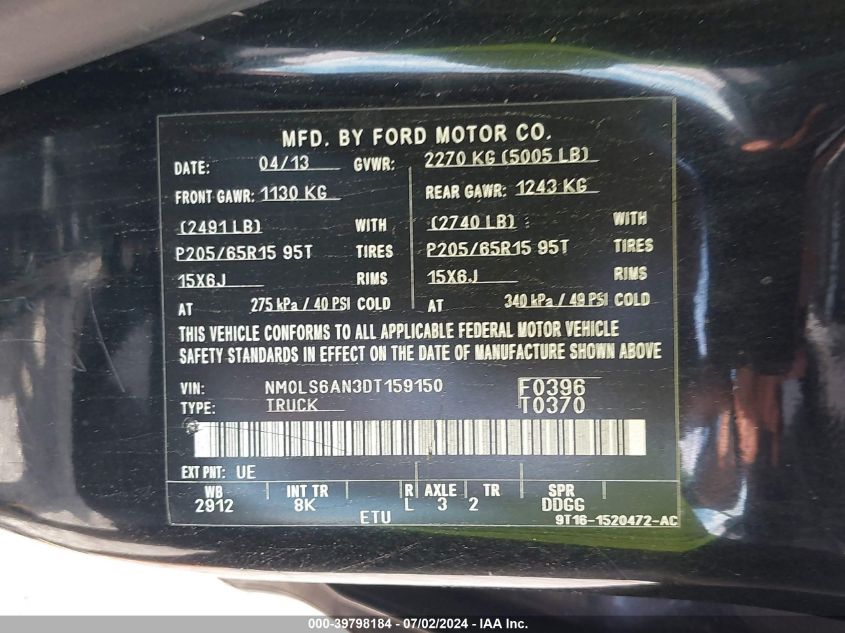 MFD. BY FORD MOTOR CO.
DATE: 04/13 GVWR: 2270 KG (5005 LB)
FRONT GAWR: 1130 KG REAR GAWR: 1243 KG
(2491 LB) WITH (2740 LB) WITH
P205/65R15 95T TIRES P205/65R15 95T TIRES
15X6J RIMS 15X6J RIMS
AT 275 kPa / 40 PSI COLD AT 340 kPa / 49 PSI COLD
THIS VEHICLE CONFORMS TO ALL APPLICABLE FEDERAL MOTOR VEHICLE
SAFETY STANDARDS IN EFFECT ON THE DATE OF MANUFACTURE SHOWN ABOVE
VIN: NM0LS6AN3DT159150 F0396
TYPE: TRUCK T0370
EXT PNT: UE
WB INT TR R AXLE TR SPR
2912 8K L 3 2 DDGG
ETU 9T16-1520472-AC
000-39798184 - 07/02/2024 - IAA Inc.